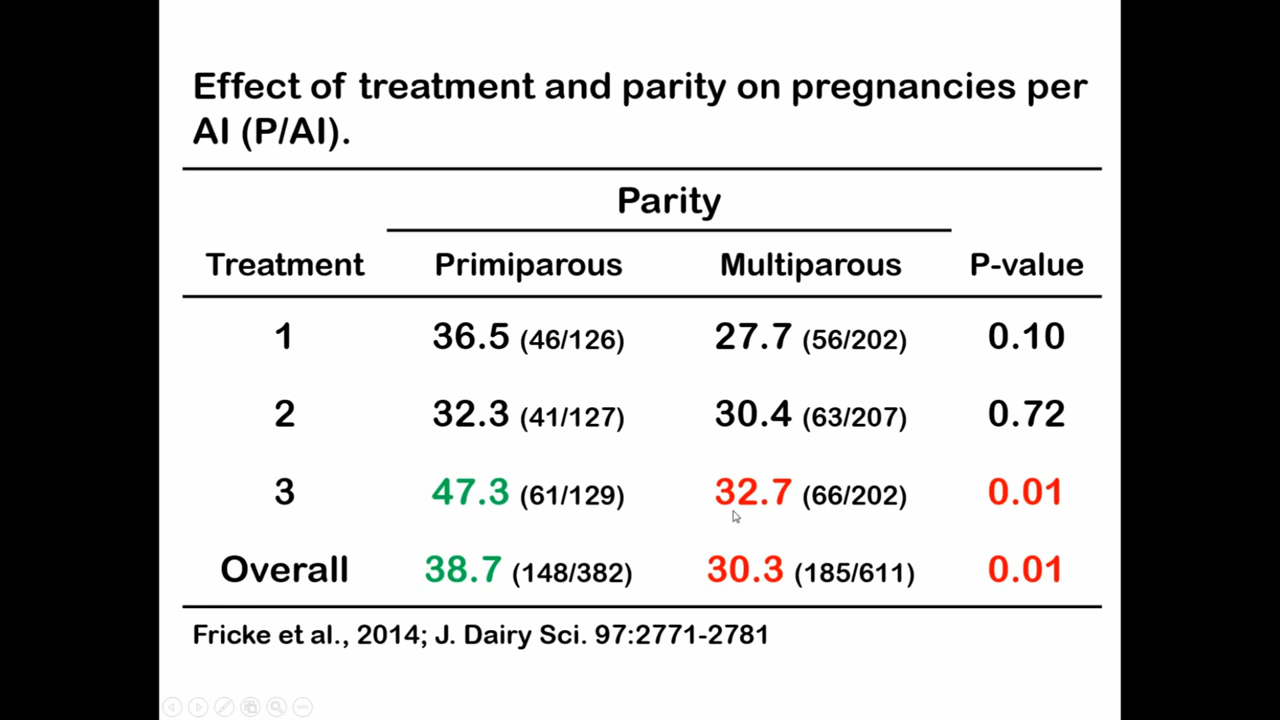 Effect of treatment and parity on pregnancies per
AI (P/AI).
Parity
Treatment Primiparous Multiparous P-value
1 36.5 (46/126) 27.7 (56/202) 0.10
2 32.3 (41/127) 30.4 (63/207) 0.72
3 47.3 (61/129) 32.7 (66/202) 0.01
Overall 38.7 (148/382) 30.3 (185/611) 0.01
Fricke et al., 2014; J. Dairy Sci. 97:2771-2781